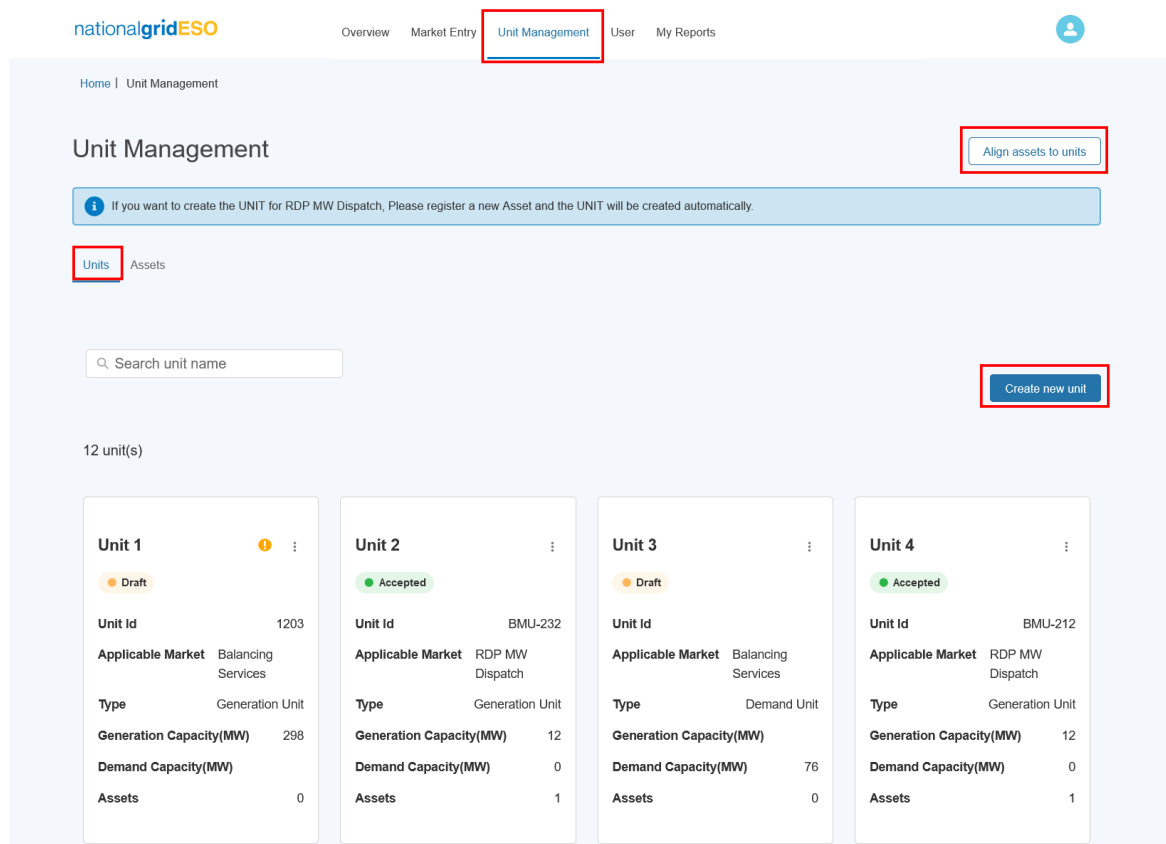 nationalgridESO
Overview Market Entry Unit Management User My Reports
Home | Unit Management
Unit Management
Align assets to units
If you want to create the UNIT for RDP MW Dispatch, Please register a new Asset and the UNIT will be created automatically.
Units Assets
Search unit name
Create new unit
12 unit(s)
Unit 1
Draft
Unit Id 1203
Applicable Market Balancing
Services
Type Generation Unit
Generation Capacity(MW) 298
Demand Capacity(MW)
Assets 0
Unit 2
Accepted
Unit Id BMU-232
Applicable Market RDP MW
Dispatch
Type Generation Unit
Generation Capacity(MW) 12
Demand Capacity(MW) 0
Assets 1
Unit 3
Draft
Unit Id
Applicable Market Balancing
Services
Type Demand Unit
Generation Capacity(MW)
Demand Capacity(MW) 76
Assets 0
Unit 4
Accepted
Unit Id BMU-212
Applicable Market RDP MW
Dispatch
Type Generation Unit
Generation Capacity(MW) 12
Demand Capacity(MW) 0
Assets 1